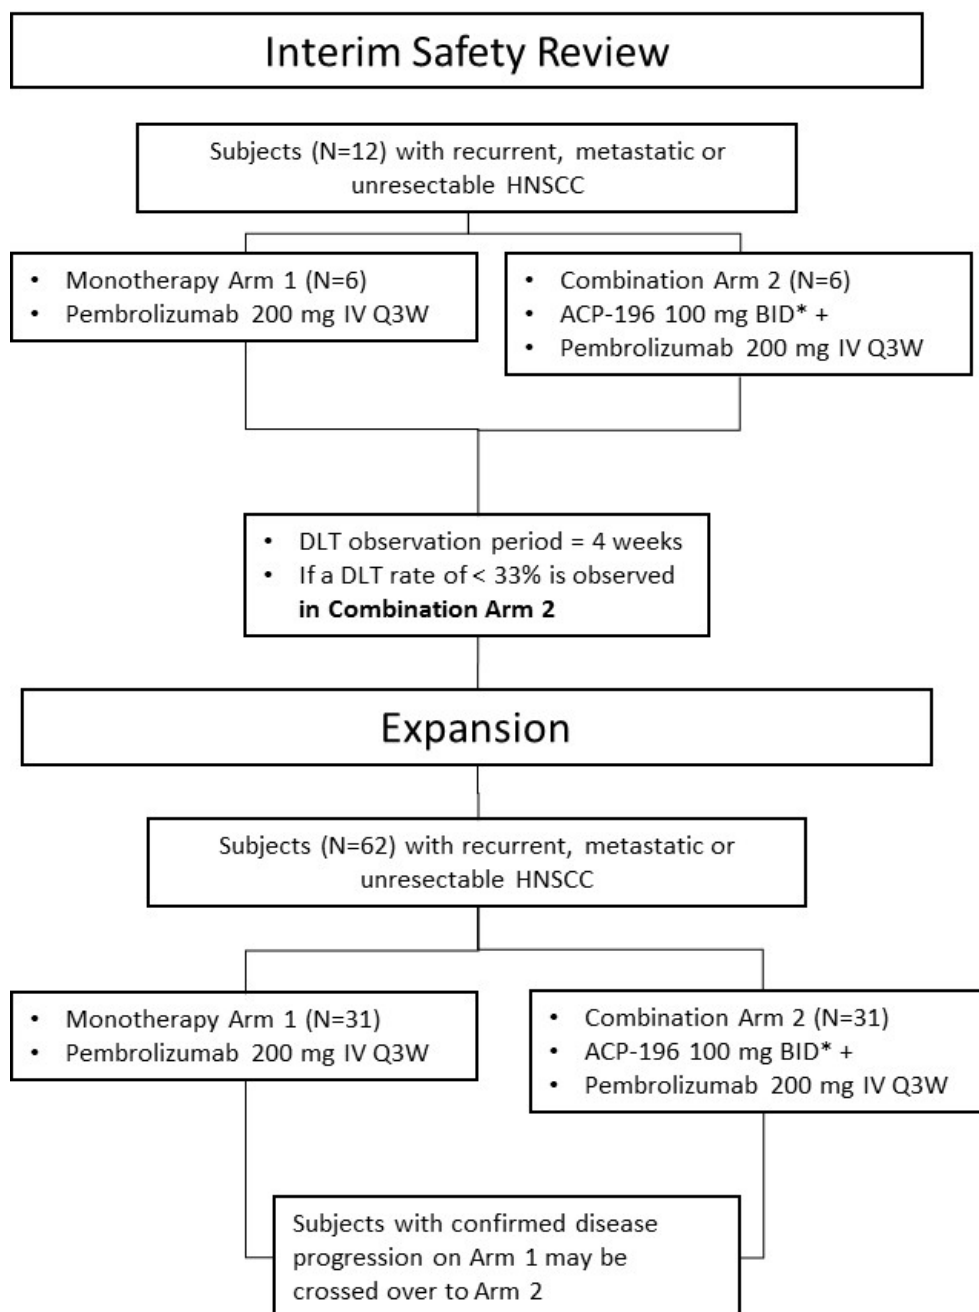 Interim Safety Review
Subjects (N=12) with recurrent, metastatic or
unresectable HNSCC
• Monotherapy Arm 1 (N=6)
• Pembrolizumab 200 mg IV Q3W
• Combination Arm 2 (N=6)
• ACP-196 100 mg BID* +
• Pembrolizumab 200 mg IV Q3W
• DLT observation period = 4 weeks
• If a DLT rate of < 33% is observed
in Combination Arm 2
Expansion
Subjects (N=62) with recurrent, metastatic or
unresectable HNSCC
• Monotherapy Arm 1 (N=31)
• Pembrolizumab 200 mg IV Q3W
• Combination Arm 2 (N=31)
• ACP-196 100 mg BID* +
• Pembrolizumab 200 mg IV Q3W
Subjects with confirmed disease
progression on Arm 1 may be
crossed over to Arm 2